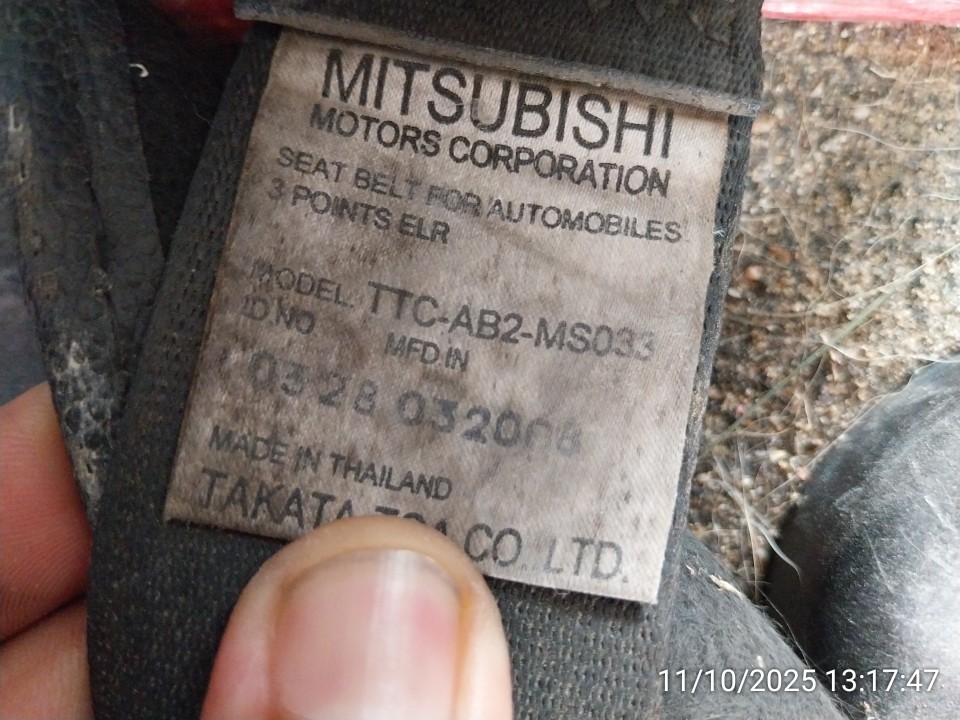 MITSUBISHI
MOTORS CORPORATION
SEAT BELT FOR AUTOMOBILES
3 POINTS ELR
MODEL. TTC-AB2-MS033
ID.NO MFD.IN
03 28 032008
MADE IN THAILAND
TAKATA CO., LTD.
11/10/2025 13:17:47